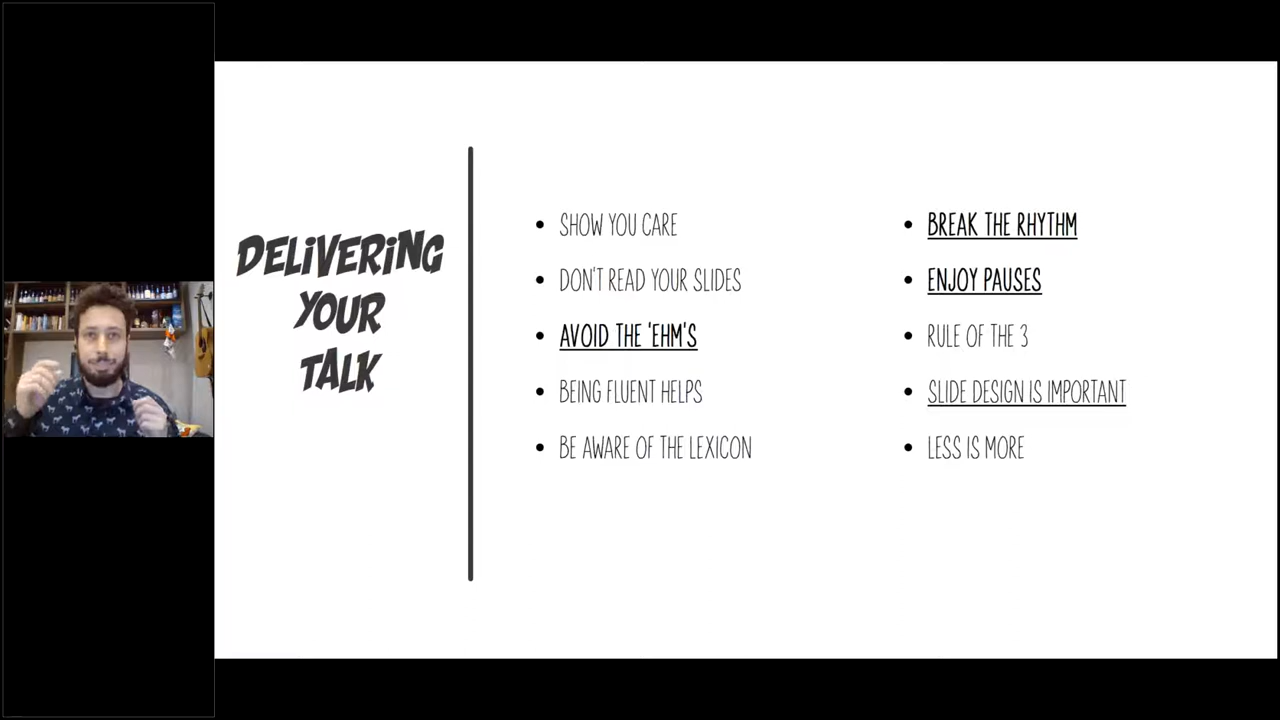 DELIVERING
YOUR
TALK
• SHOW YOU CARE
• DON'T READ YOUR SLIDES
• AVOID THE 'EHM'S
• BEING FLUENT HELPS
• BE AWARE OF THE LEXICON
• BREAK THE RHYTHM
• ENJOY PAUSES
• RULE OF THE 3
• SLIDE DESIGN IS IMPORTANT
• LESS IS MORE